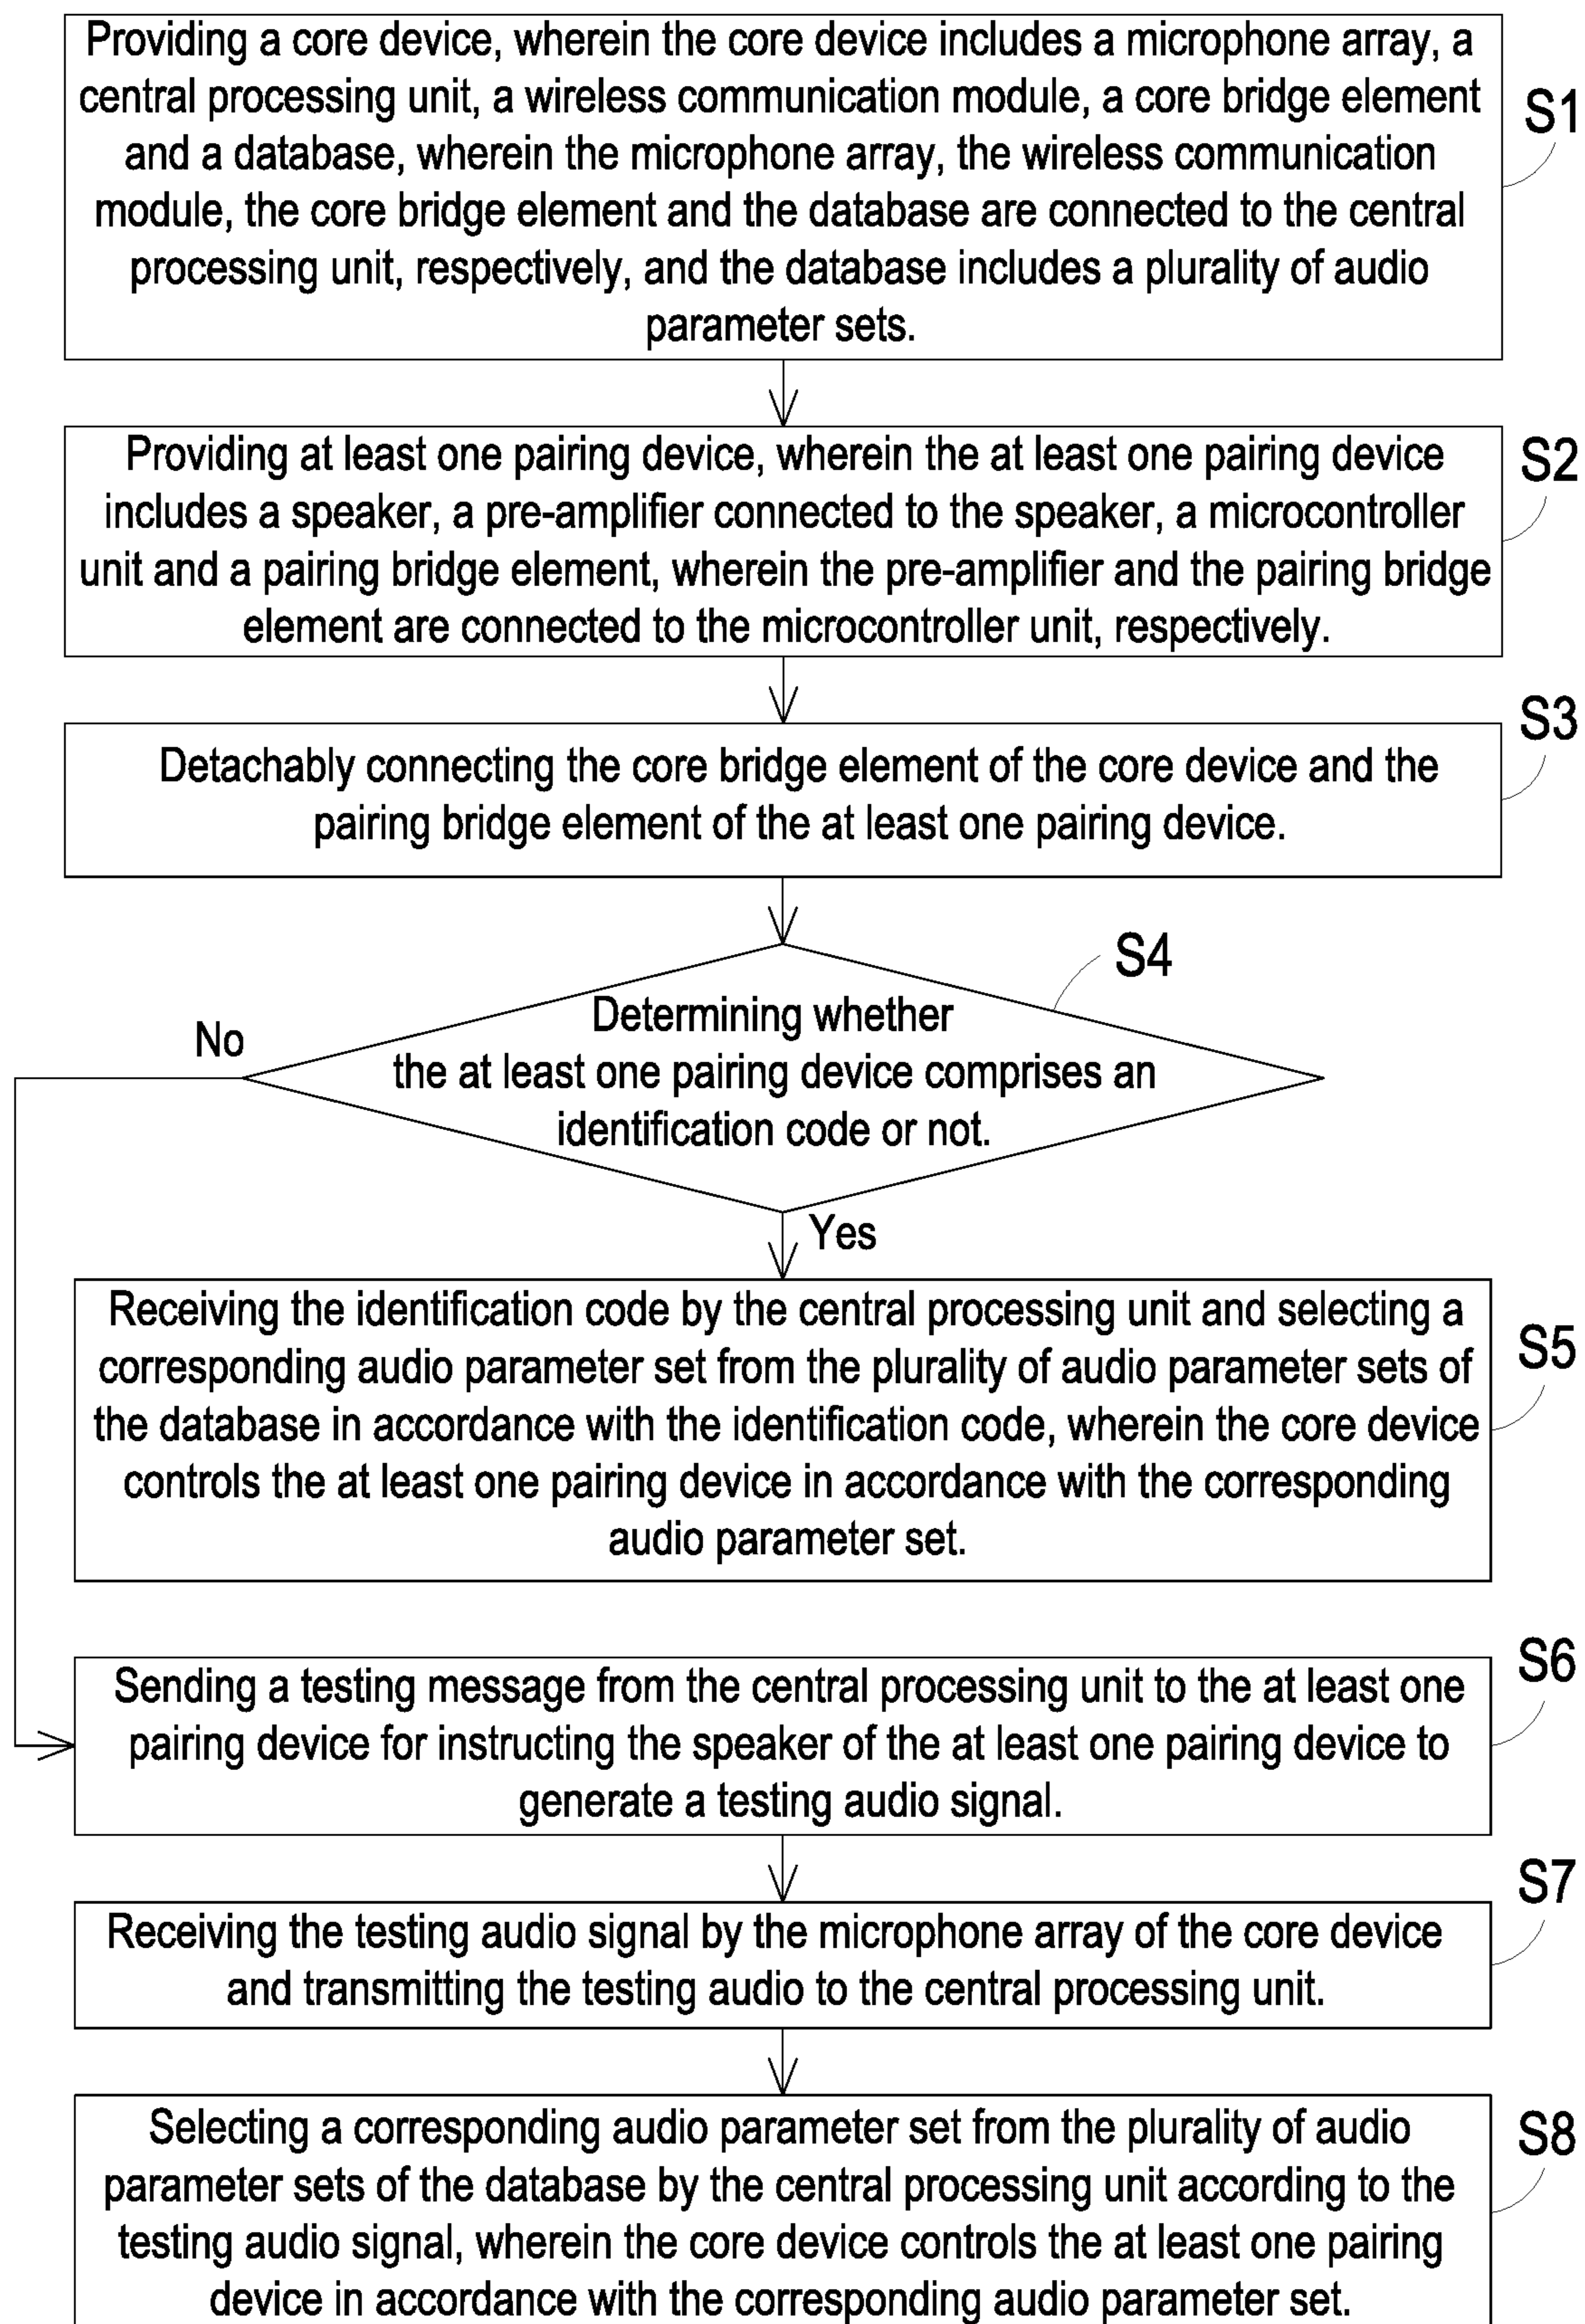 Providing a core device, wherein the core device includes a microphone array, a
central processing unit, a wireless communication module, a core bridge element
and a database, wherein the microphone array, the wireless communication
module, the core bridge element and the database are connected to the central
processing unit, respectively, and the database includes a plurality of audio
parameter sets.
S1
Providing at least one pairing device, wherein the at least one pairing device
includes a speaker, a pre-amplifier connected to the speaker, a microcontroller
unit and a pairing bridge element, wherein the pre-amplifier and the pairing bridge
element are connected to the microcontroller unit, respectively.
S2
Detachably connecting the core bridge element of the core device and the
pairing bridge element of the at least one pairing device.
S3
Determining whether
the at least one pairing device comprises an
identification code or not.
S4
No
Yes
Receiving the identification code by the central processing unit and selecting a
corresponding audio parameter set from the plurality of audio parameter sets of
the database in accordance with the identification code, wherein the core device
controls the at least one pairing device in accordance with the corresponding
audio parameter set.
S5
Sending a testing message from the central processing unit to the at least one
pairing device for instructing the speaker of the at least one pairing device to
generate a testing audio signal.
S6
Receiving the testing audio signal by the microphone array of the core device
and transmitting the testing audio to the central processing unit.
S7
Selecting a corresponding audio parameter set from the plurality of audio
parameter sets of the database by the central processing unit according to the
testing audio signal, wherein the core device controls the at least one pairing
device in accordance with the corresponding audio parameter set.
S8